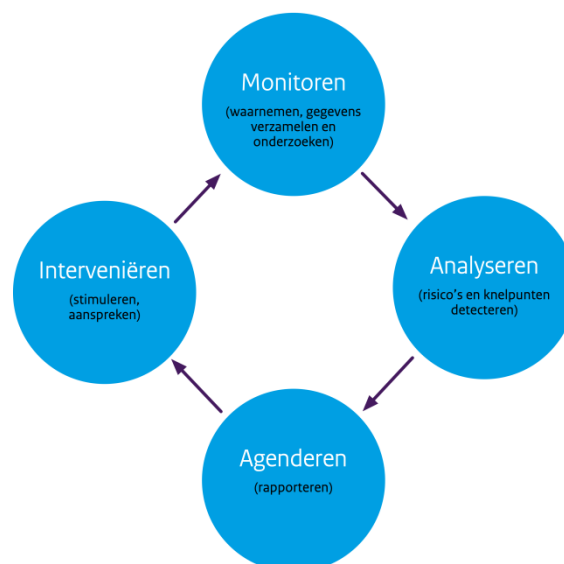 Monitoren
(waarnemen, gegevens
verzamelen en
onderzoeken)
Analyseren
(risico's en knelpunten
detecteren)
Agenderen
(rapporteren)
Interveniëren
(stimuleren,
aanspreken)